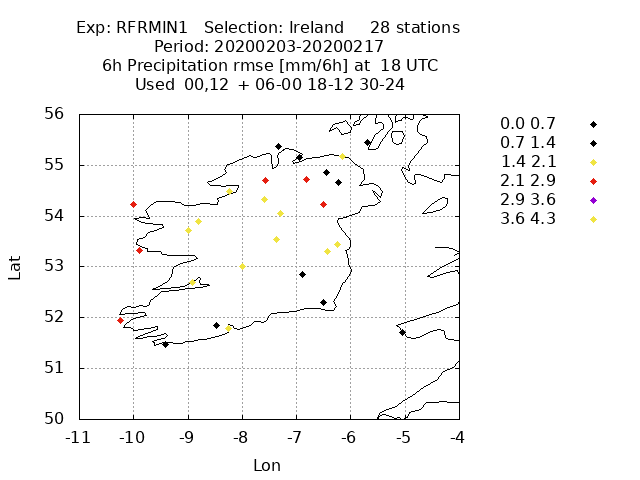 Exp: RFRMIN1 Selection: Ireland 28 stations
Period: 20200203-20200217
6h Precipitation rmse [mm/6h] at 18 UTC
Used 00,12 + 06-00 18-12 30-24
56
55
54
53
52
51
50
Lat
-11 -10 -9 -8 -7 -6 -5 -4
Lon
0.0 0.7
0.7 1.4
1.4 2.1
2.1 2.9
2.9 3.6
3.6 4.3